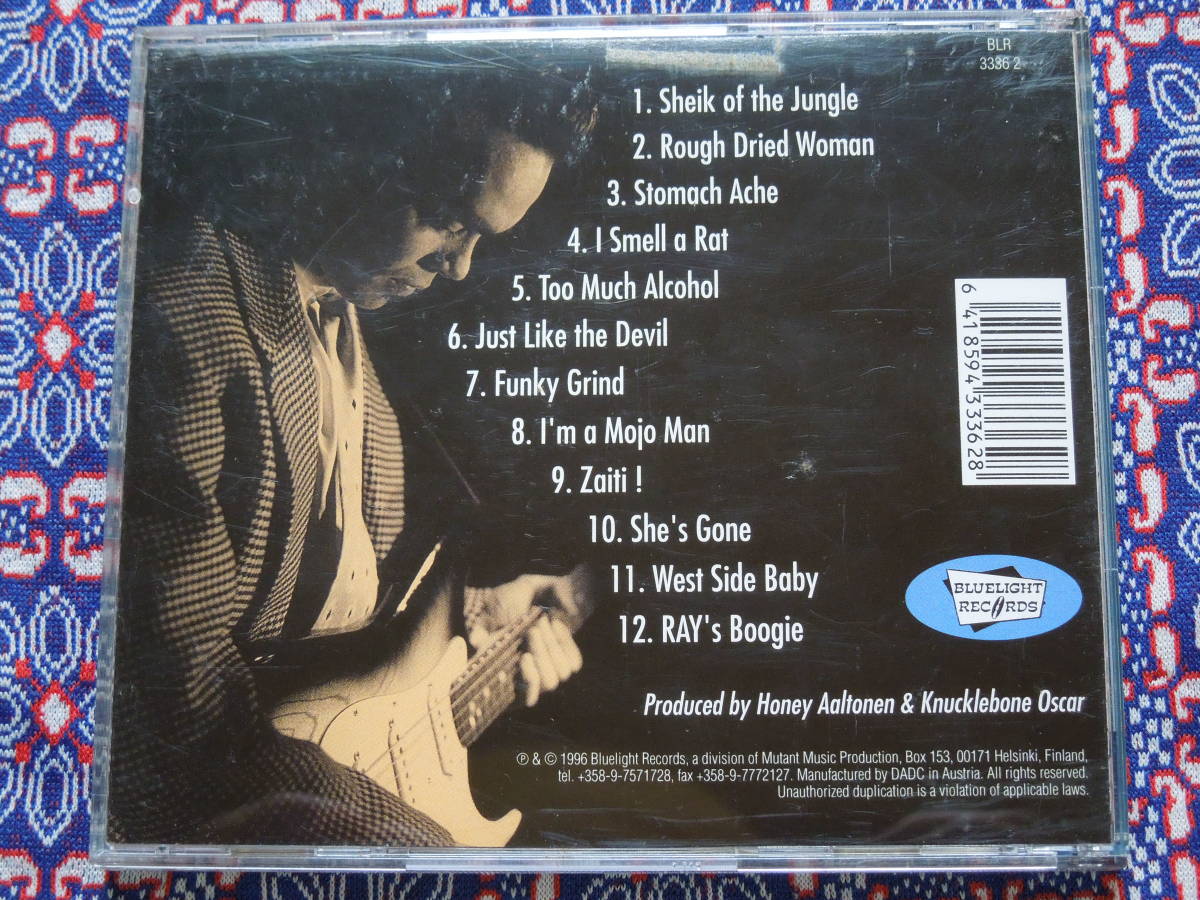 BLR
3336 2
1. Sheik of the Jungle
2. Rough Dried Woman
3. Stomach Ache
4. I Smell a Rat
5. Too Much Alcohol
6. Just Like the Devil
7. Funky Grind
8. I'm a Mojo Man
9. Zaiti !
10. She's Gone
11. West Side Baby
12. RAY's Boogie
6 418594 333628
BLUELIGHT
RECORDS
Produced by Honey Aaltonen & Knucklebone Oscar
℗ & © 1996 Bluelight Records, a division of Mutant Music Production, Box 153, 00171 Helsinki, Finland,
tel. +358-9-7571728, fax +358-9-7772127. Manufactured by DADC in Austria. All rights reserved.
Unauthorized duplication is a violation of applicable laws.